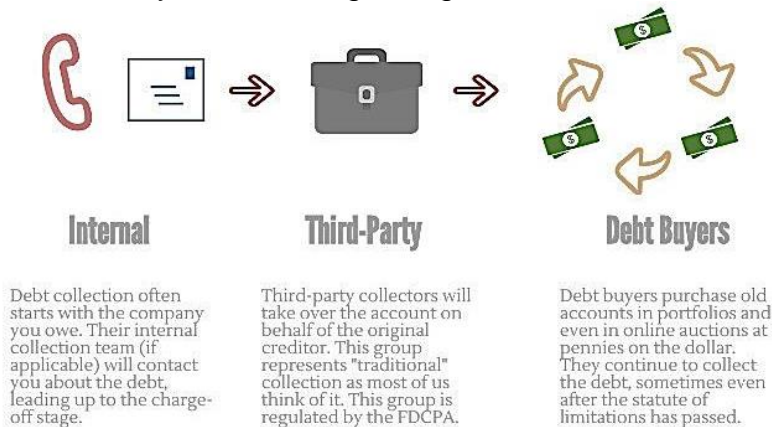 Internal
Third-Party
Debt Buyers
Debt collection often
starts with the company
you owe. Their internal
collection team (if
applicable) will contact
you about the debt,
leading up to the charge-
off stage.
Third-party collectors will
take over the account on
behalf of the original
creditor. This group
represents "traditional"
collection as most of us
think of it. This group is
regulated by the FDCPA.
Debt buyers purchase old
accounts in portfolios and
even in online auctions at
pennies on the dollar.
They continue to collect
the debt, sometimes even
after the statute of
limitations has passed.